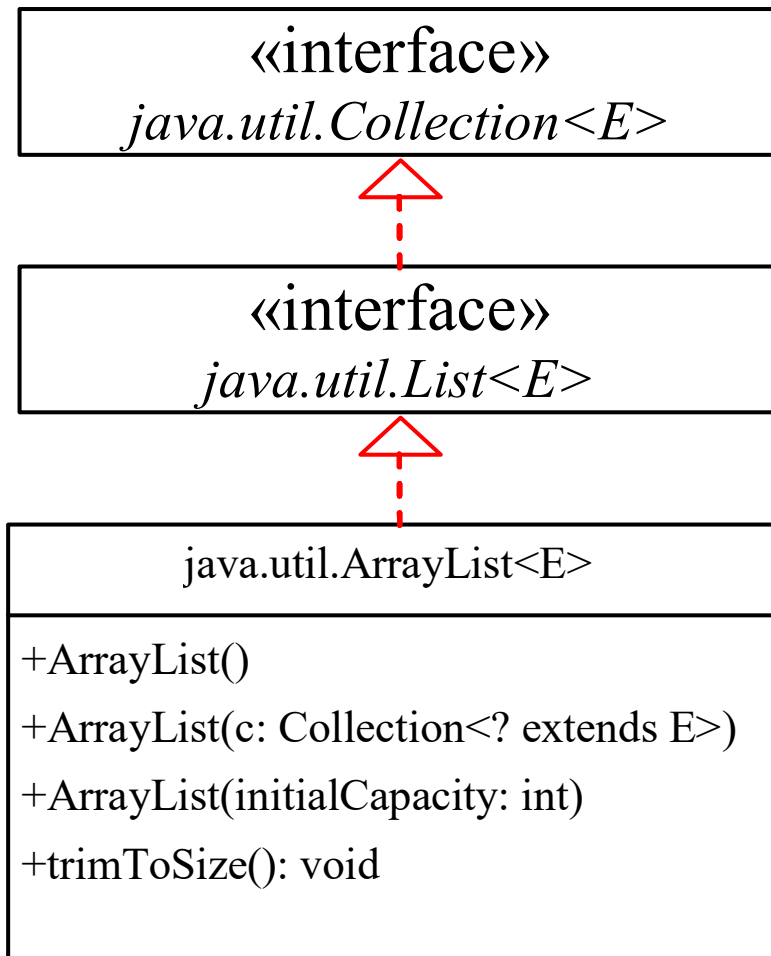 «interface»
java.util.Collection<E>
«interface»
java.util.List<E>
java.util.ArrayList<E>
+ArrayList()
+ArrayList(c: Collection<? extends E>)
+ArrayList(initialCapacity: int)
+trimToSize(): void